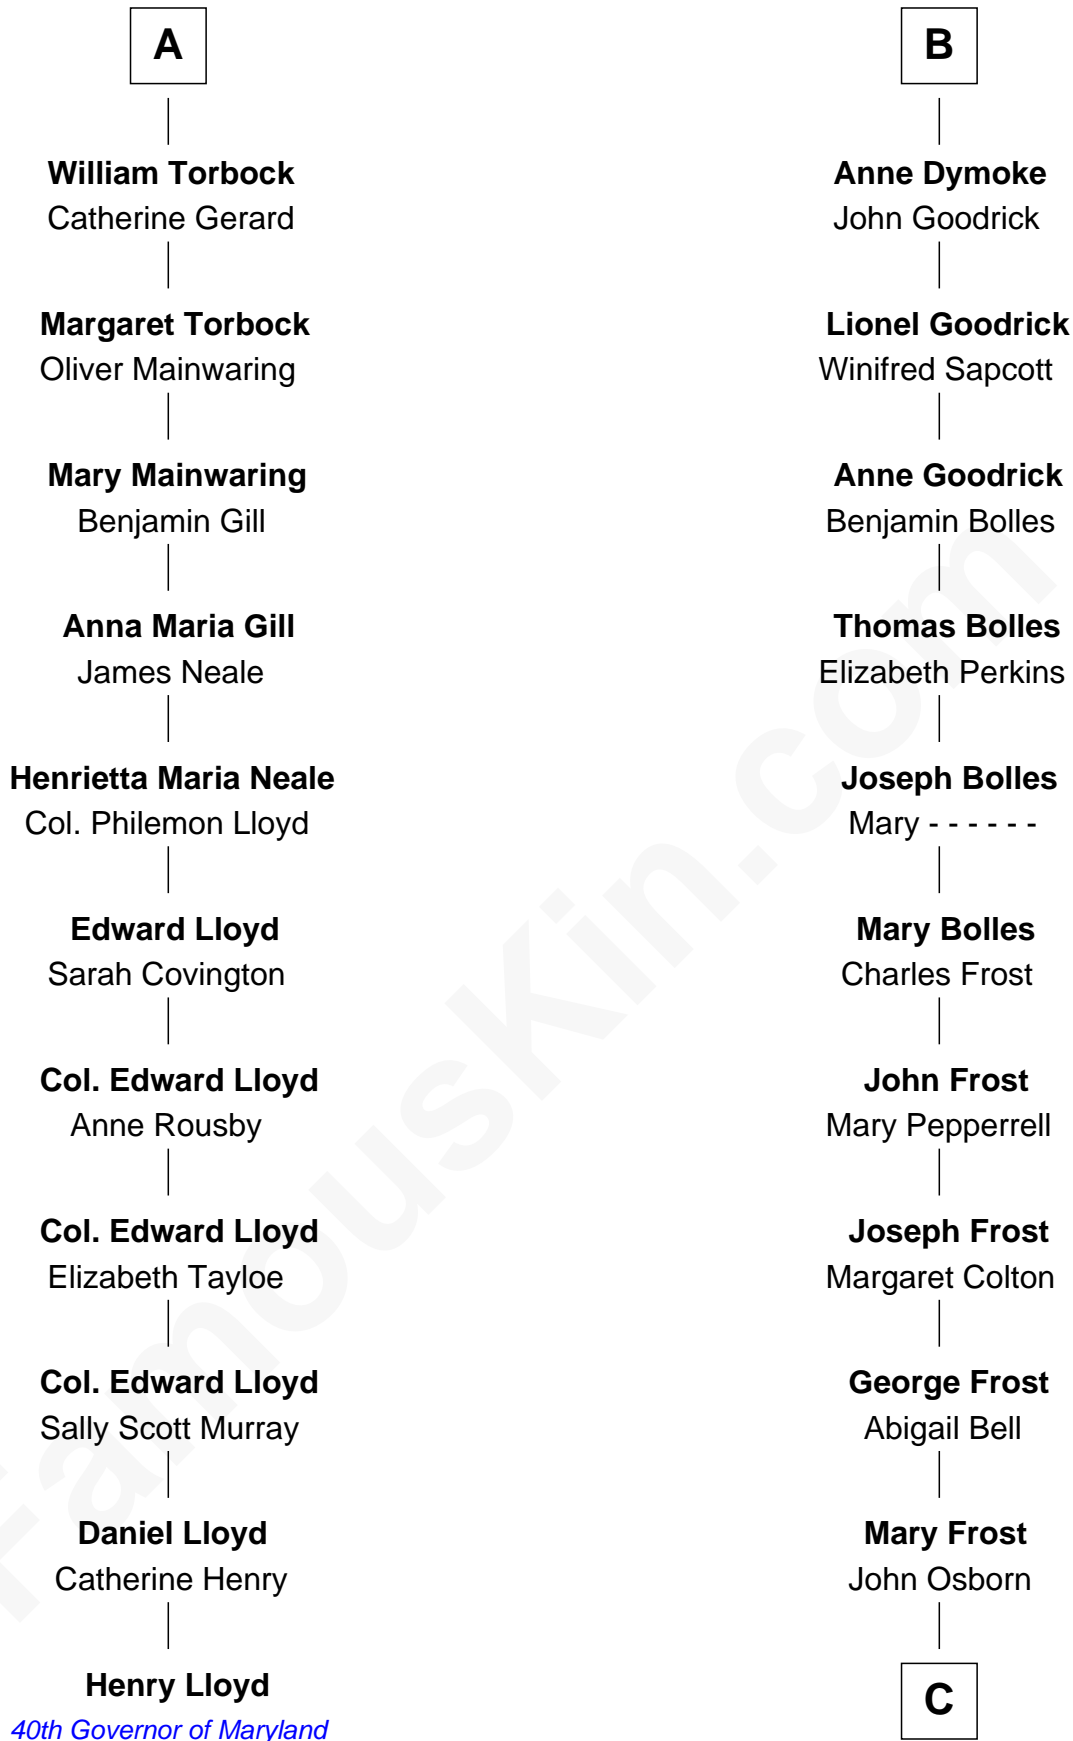 A
William Torbock
Catherine Gerard
Margaret Torbock
Oliver Mainwaring
Mary Mainwaring
Benjamin Gill
Anna Maria Gill
James Neale
Henrietta Maria Neale
Col. Philemon Lloyd
Edward Lloyd
Sarah Covington
Col. Edward Lloyd
Anne Rousby
Col. Edward Lloyd
Elizabeth Tayloe
Col. Edward Lloyd
Sally Scott Murray
Daniel Lloyd
Catherine Henry
Henry Lloyd
40th Governor of Maryland
B
Anne Dymoke
John Goodrick
Lionel Goodrick
Winifred Sapcott
Anne Goodrick
Benjamin Bolles
Thomas Bolles
Elizabeth Perkins
Joseph Bolles
Mary - - - - - -
Mary Bolles
Charles Frost
John Frost
Mary Pepperrell
Joseph Frost
Margaret Colton
George Frost
Abigail Bell
Mary Frost
John Osborn
C
FamousKin.com